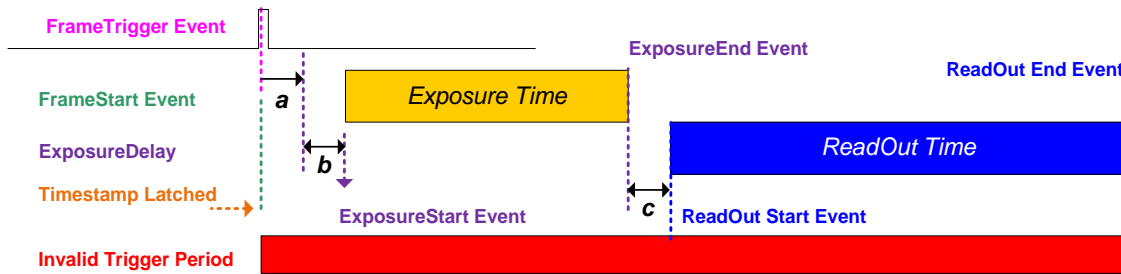 FrameTrigger Event
ExposureEnd Event
ReadOut End Event
Exposure Time
FrameStart Event
a
ExposureDelay
b
ReadOut Time
Timestamp Latched
c
ExposureStart Event
ReadOut Start Event
Invalid Trigger Period